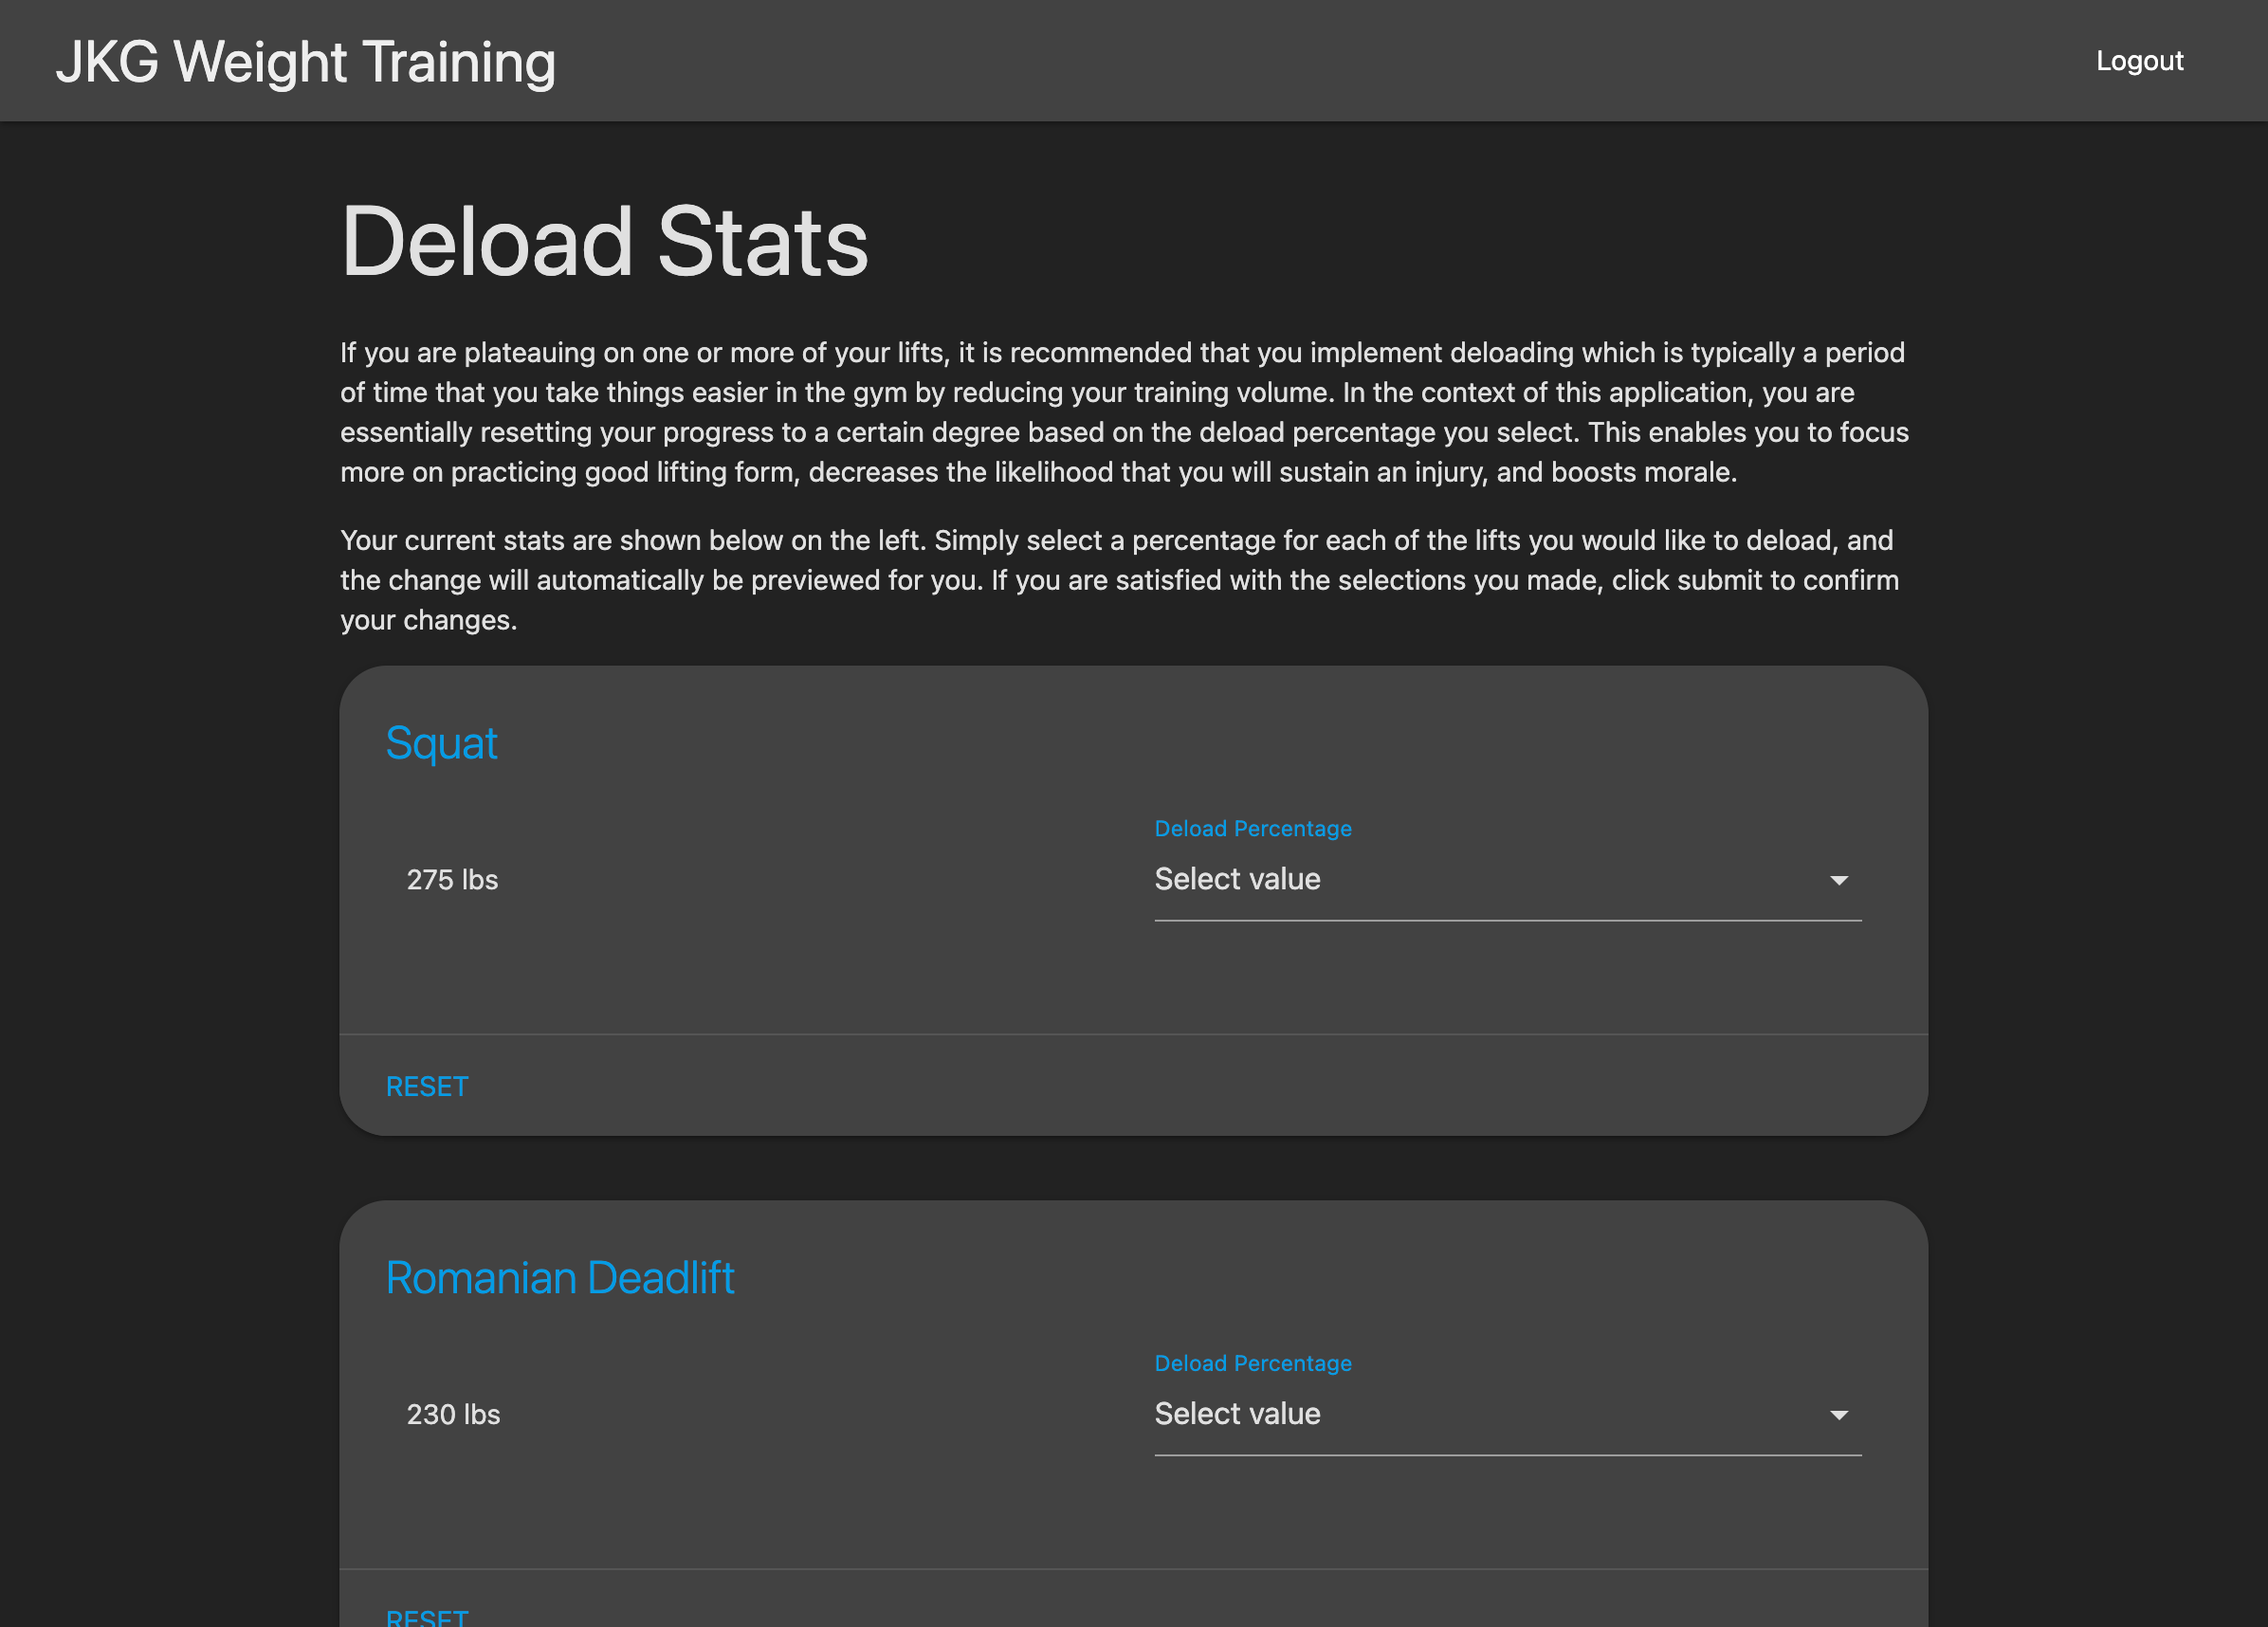 JKG Weight Training
Logout
Deload Stats
If you are plateauing on one or more of your lifts, it is recommended that you implement deloading which is typically a period
of time that you take things easier in the gym by reducing your training volume. In the context of this application, you are
essentially resetting your progress to a certain degree based on the deload percentage you select. This enables you to focus
more on practicing good lifting form, decreases the likelihood that you will sustain an injury, and boosts morale.
Your current stats are shown below on the left. Simply select a percentage for each of the lifts you would like to deload, and
the change will automatically be previewed for you. If you are satisfied with the selections you made, click submit to confirm
your changes.
Squat
Deload Percentage
275 lbs
Select value
RESET
Romanian Deadlift
Deload Percentage
230 lbs
Select value
RESET